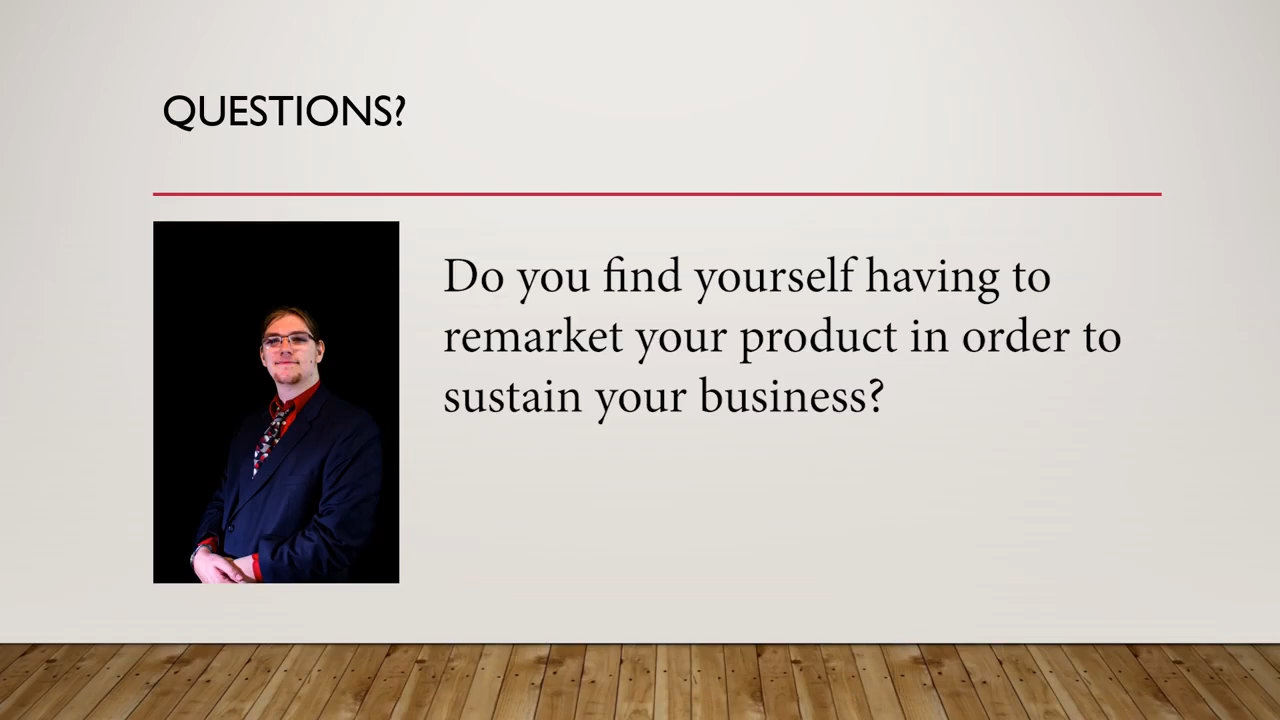 QUESTIONS?
Do you find yourself having to
remarket your product in order to
sustain your business?